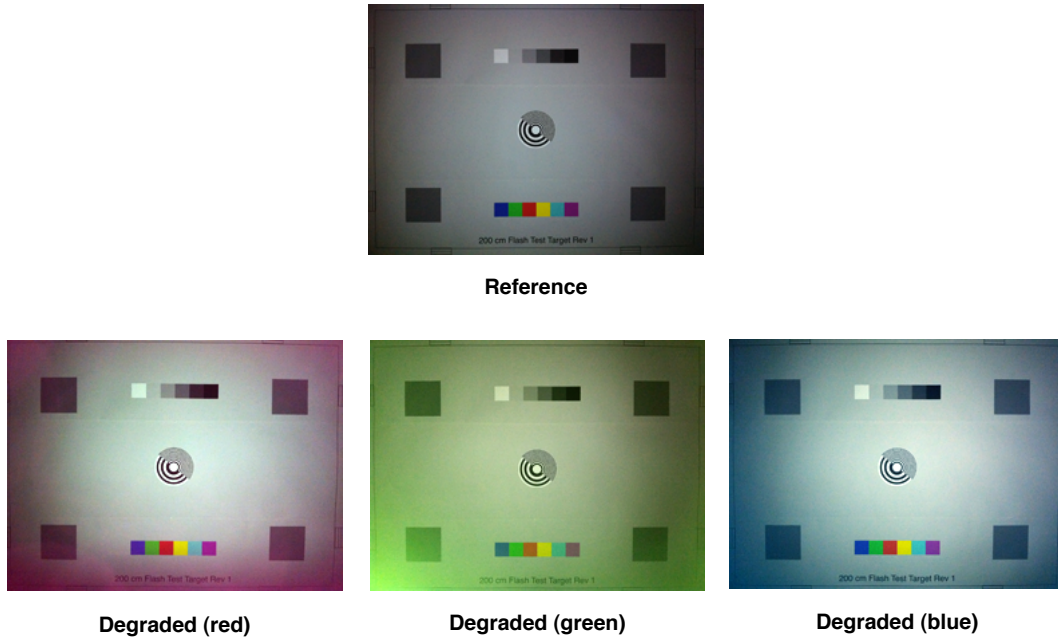 200 cm Flash Test Target Rev 1
Reference
200 cm Flash Test Target Rev 1
200 cm Flash Test Target Rev 1
200 cm Flash Test Target Rev 1
Degraded (red)
Degraded (green)
Degraded (blue)